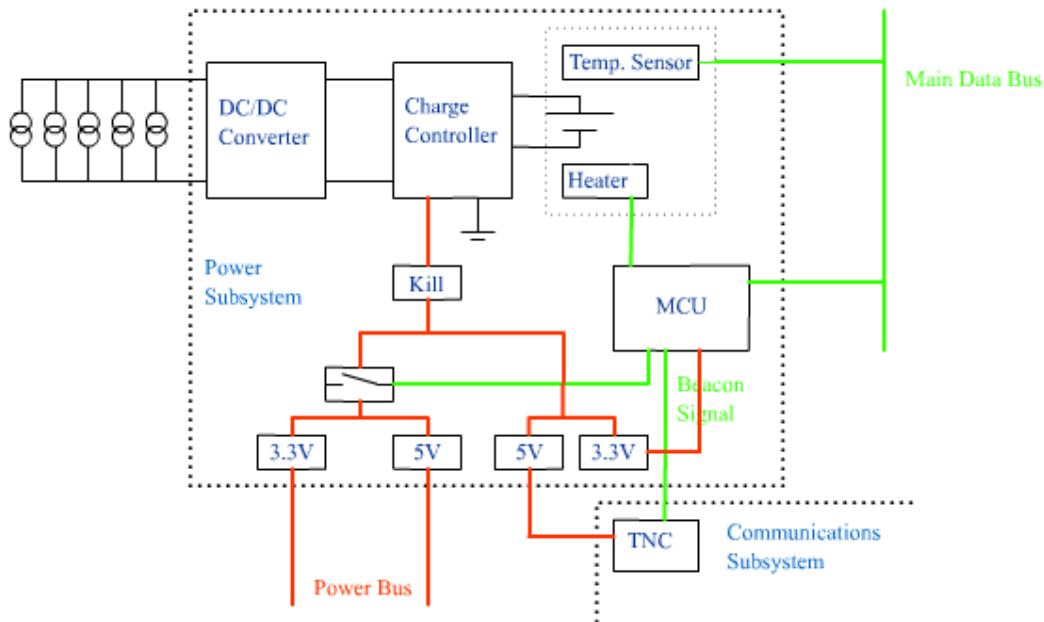 Temp. Sensor
Main Data Bus
DC/DC
Converter
Charge
Controller
Heater
Power
Subsystem
Kill
MCU
Beacon
Signal
3.3V
5V
5V
3.3V
TNC
Communications
Subsystem
Power Bus